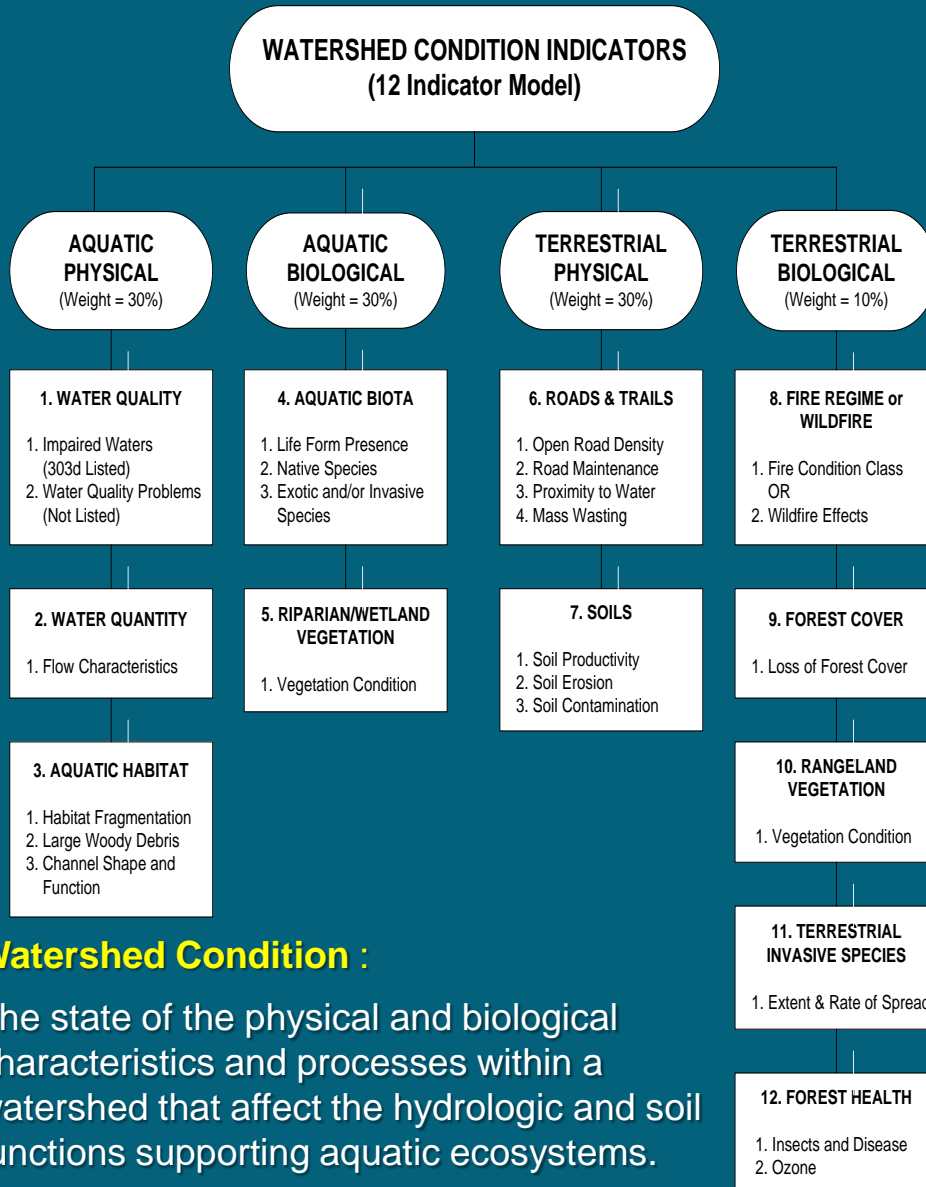 WATERSHED CONDITION INDICATORS
(12 Indicator Model)
AQUATIC
PHYSICAL
(Weight = 30%)
AQUATIC
BIOLOGICAL
(Weight = 30%)
TERRESTRIAL
PHYSICAL
(Weight = 30%)
TERRESTRIAL
BIOLOGICAL
(Weight = 10%)
1. WATER QUALITY
1. Impaired Waters
(303d Listed)
2. Water Quality Problems
(Not Listed)
2. WATER QUANTITY
1. Flow Characteristics
3. AQUATIC HABITAT
1. Habitat Fragmentation
2. Large Woody Debris
3. Channel Shape and
Function
4. AQUATIC BIOTA
1. Life Form Presence
2. Native Species
3. Exotic and/or Invasive
Species
5. RIPARIAN/WETLAND
VEGETATION
1. Vegetation Condition
6. ROADS & TRAILS
1. Open Road Density
2. Road Maintenance
3. Proximity to Water
4. Mass Wasting
7. SOILS
1. Soil Productivity
2. Soil Erosion
3. Soil Contamination
8. FIRE REGIME or
WILDFIRE
1. Fire Condition Class
OR
2. Wildfire Effects
9. FOREST COVER
1. Loss of Forest Cover
10. RANGELAND
VEGETATION
1. Vegetation Condition
11. TERRESTRIAL
INVASIVE SPECIES
1. Extent & Rate of Spread
12. FOREST HEALTH
1. Insects and Disease
2. Ozone
Watershed Condition :
he state of the physical and biological
haracteristics and processes within a
watershed that affect the hydrologic and soil
unctions supporting aquatic ecosystems.